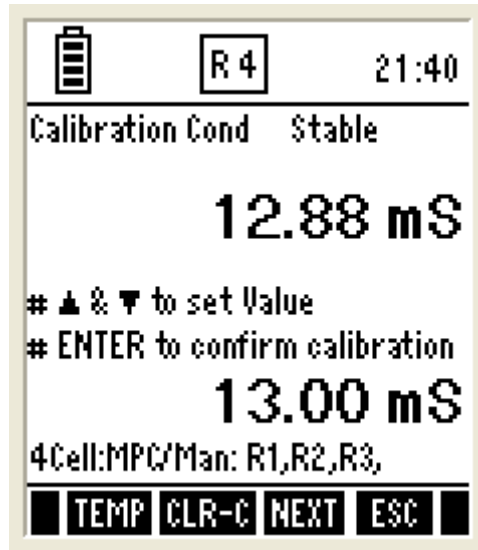 R 4 21:40
Calibration Cond Stable
12.88 mS
# ▲ & ▼ to set Value
# ENTER to confirm calibration
13.00 mS
4Cell:MPC/Man: R1,R2,R3,
TEMP CLR-C NEXT ESC